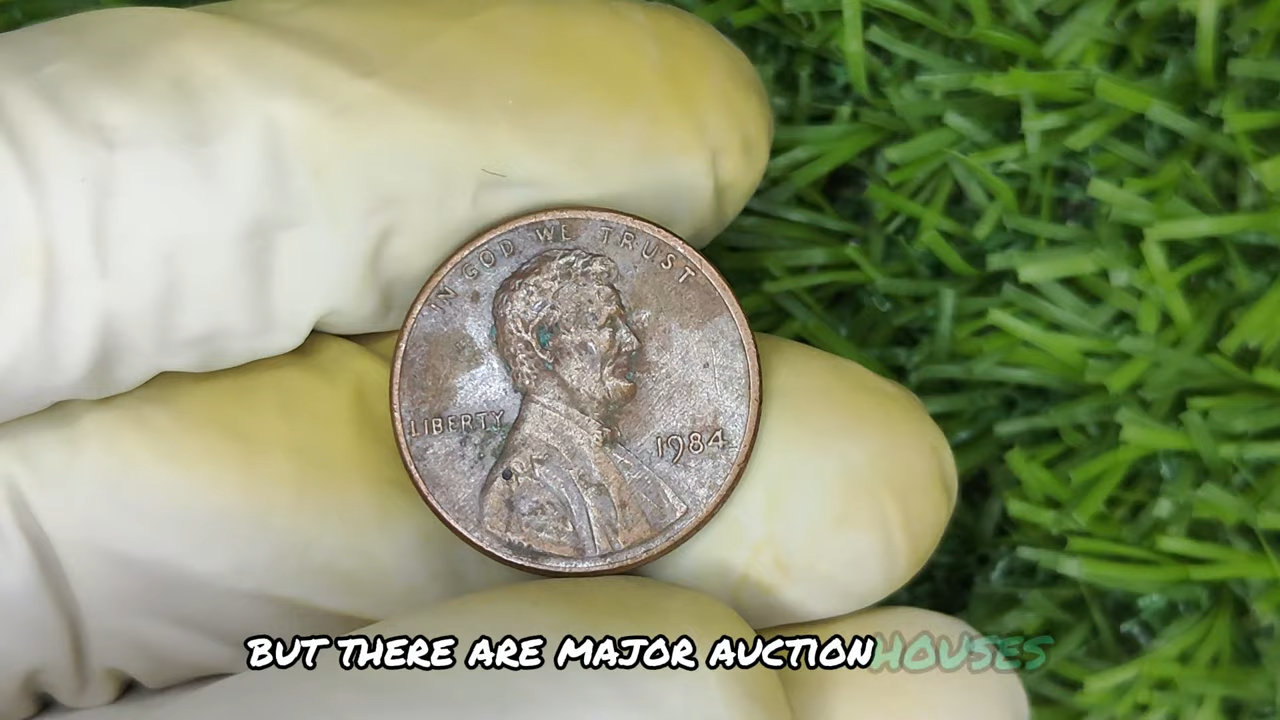 IN GOD WE TRUST
LIBERTY
1984
BUT THERE ARE MAJOR AUCTION HOUSES